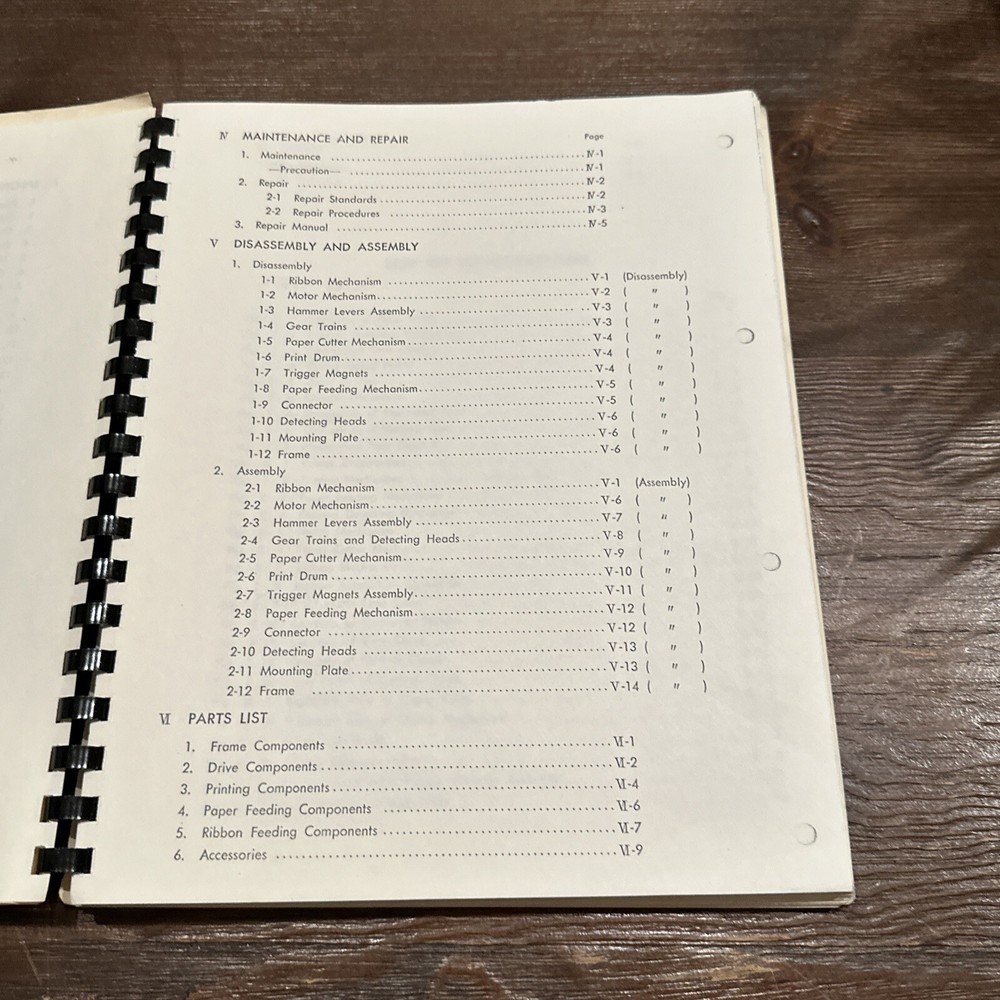 Ⅳ MAINTENANCE AND REPAIR Page
1. Maintenance ........................................ Ⅳ-1
—Precaution— ........................................ Ⅳ-1
2. Repair ........................................ Ⅳ-2
2-1 Repair Standards ........................................ Ⅳ-2
2-2 Repair Procedures ........................................ Ⅳ-3
3. Repair Manual ........................................ Ⅳ-5
Ⅴ DISASSEMBLY AND ASSEMBLY
1. Disassembly
1-1 Ribbon Mechanism ........................................ Ⅴ-1 (Disassembly)
1-2 Motor Mechanism ........................................ Ⅴ-2 ( 〃 )
1-3 Hammer Levers Assembly ........................................ Ⅴ-3 ( 〃 )
1-4 Gear Trains ........................................ Ⅴ-3 ( 〃 )
1-5 Paper Cutter Mechanism ........................................ Ⅴ-4 ( 〃 )
1-6 Print Drum ........................................ Ⅴ-4 ( 〃 )
1-7 Trigger Magnets ........................................ Ⅴ-4 ( 〃 )
1-8 Paper Feeding Mechanism ........................................ Ⅴ-5 ( 〃 )
1-9 Connector ........................................ Ⅴ-5 ( 〃 )
1-10 Detecting Heads ........................................ Ⅴ-6 ( 〃 )
1-11 Mounting Plate ........................................ Ⅴ-6 ( 〃 )
1-12 Frame ........................................ Ⅴ-6 ( 〃 )
2. Assembly
2-1 Ribbon Mechanism ........................................ Ⅴ-1 (Assembly)
2-2 Motor Mechanism ........................................ Ⅴ-6 ( 〃 )
2-3 Hammer Levers Assembly ........................................ Ⅴ-7 ( 〃 )
2-4 Gear Trains and Detecting Heads ........................................ Ⅴ-8 ( 〃 )
2-5 Paper Cutter Mechanism ........................................ Ⅴ-9 ( 〃 )
2-6 Print Drum ........................................ Ⅴ-10 ( 〃 )
2-7 Trigger Magnets Assembly ........................................ Ⅴ-11 ( 〃 )
2-8 Paper Feeding Mechanism ........................................ Ⅴ-12 ( 〃 )
2-9 Connector ........................................ Ⅴ-12 ( 〃 )
2-10 Detecting Heads ........................................ Ⅴ-13 ( 〃 )
2-11 Mounting Plate ........................................ Ⅴ-13 ( 〃 )
2-12 Frame ........................................ Ⅴ-14 ( 〃 )
Ⅵ PARTS LIST
1. Frame Components ........................................ Ⅵ-1
2. Drive Components ........................................ Ⅵ-2
3. Printing Components ........................................ Ⅵ-4
4. Paper Feeding Components ........................................ Ⅵ-6
5. Ribbon Feeding Components ........................................ Ⅵ-7
6. Accessories ........................................ Ⅵ-9